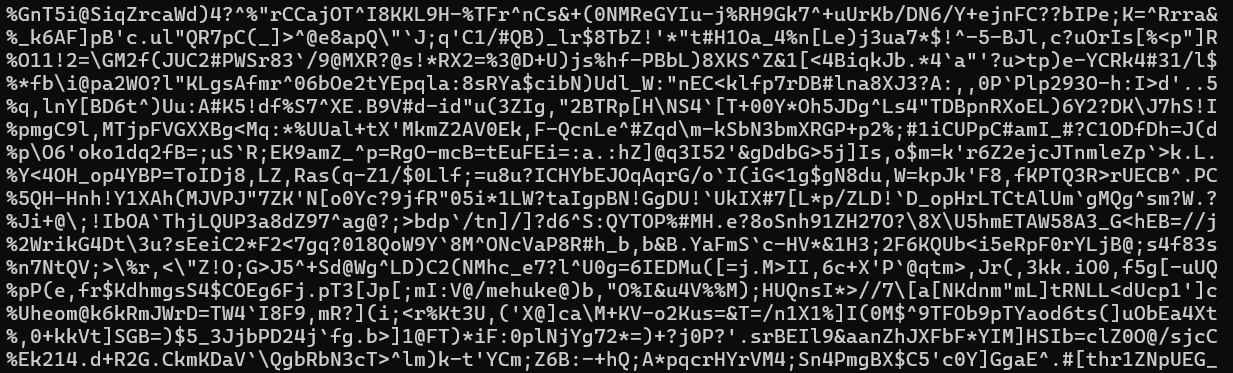 %GnT5i@SiqZrcaWd)4?^%"rCCajOT^I8KKL9H-%TFr^nCs&+(0NMReGYIu-j%RH9Gk7^+uUrKb/DN6/Y+ejnFC??bIPe;K=^Rrra&
%_k6AF]pB'c.ul"QR7pC(_]>^@e8apQ\"`J;q'C1/#QB)_lr$8TbZ!'*"t#H1Oa_4%n[Le)j3ua7*$!^-5-BJl,c?uOrIs[%<p"]R
%O11!2=\GM2f(JUC2#PWSr83`/9@MXR?@s!*RX2=%3@D+U)js%hf-PBbL)8XKS^Z&1[<4BiqkJb.*4`a"'?u>tp)e-YCRk4#31/l$
%*fb\i@pa2WO?l"KLgsAfmr^06bOe2tYEpqla:8sRYa$cibN)Udl_W:"nEC<klfp7rDB#lna8XJ3?A:,,0P`Plp293O-h:I>d'..5
%q,lnY[BD6t^)Uu:A#K5!df%S7^XE.B9V#d-id"u(3ZIg,"2BTRp[H\NS4`[T+00Y*Oh5JDg^Ls4"TDBpnRXoEL)6Y2?DK\J7hS!I
%pmgC9l,MTjpFVGXXBg<Mq:*%UUal+tX'MkmZ2AV0Ek,F-QcnLe^#Zqd\m-kSbN3bmXRGP+p2%;#1iCUPpC#amI_#?C1ODfDh=J(d
%p\O6'oko1dq2fB=;uS`R;EK9amZ_^p=RgO-mcB=tEuFEi=:a.:hZ]@q3I52'&gDdbG>5j]Is,o$m=k'r6Z2ejcJTnmleZp`>k.L.
%Y<4OH_op4YBP=ToIDj8,LZ,Ras(q-Z1/$0Llf;=u8u?ICHYbEJOqAqrG/o`I(iG<1g$gN8du,W=kpJk'F8,fKPTQ3R>rUECB^.PC
%5QH-Hnh!Y1XAh(MJVPJ"7ZK'N[o0Yc?9jfR"05i*1LW?taIgpBN!GgDU!`UkIX#7[L*p/ZLD!`D_opHrLTCtAlUm`gMQg^sm?W.?
%Ji+@\;!IbOA`ThjLQUP3a8dZ97^ag@?;>bdp`/tn]/]?d6^S:QYTOP%#MH.e?8oSnh91ZH27O?\8X\U5hmETAW58A3_G<hEB=//j
%2WrikG4Dt\3u?sEeiC2*F2<7gq?018QoW9Y`8M^ONcVaP8R#h_b,b&B.YaFmS`c-HV*&1H3;2F6KQUb<i5eRpF0rYLjB@;s4f83s
%n7NtQV;>\%r,<\"Z!O;G>J5^+Sd@Wg^LD)C2(NMhc_e7?l^U0g=6IEDMu([=j.M>II,6c+X'P`@qtm>,Jr(,3kk.iO0,f5g[-uUQ
%pP(e,fr$KdhmgsS4$COEg6Fj.pT3[Jp[;mI:V@/mehuke@)b,"O%I&u4V%%M);HUQnsI*>//7\[a[NKdnm"mL]tRNLL<dUcp1']c
%Uheom@k6kRmJWrD=TW4`I8F9,mR?](i;<r%Kt3U,('X@]ca\M+KV-o2Kus=&T=/n1X1%]I(0M$^9TFOb9pTYaod6ts(]uObEa4Xt
%,0+kkVt]SGB=)$5_3JjbPD24j`fg.b>]1@FT)*iF:0plNjYg72*=)+?j0P?'.srBEIl9&aanZhJXFbF*YIM]HSIb=clZ0O@/sjcC
%Ek214.d+R2G.CkmKDaV`\QgbRbN3cT>^lm)k-t'YCm;Z6B:-+hQ;A*pqcrHYrVM4;Sn4PmgBX$C5'c0Y]GgaE^.#[thr1ZNpUEG_